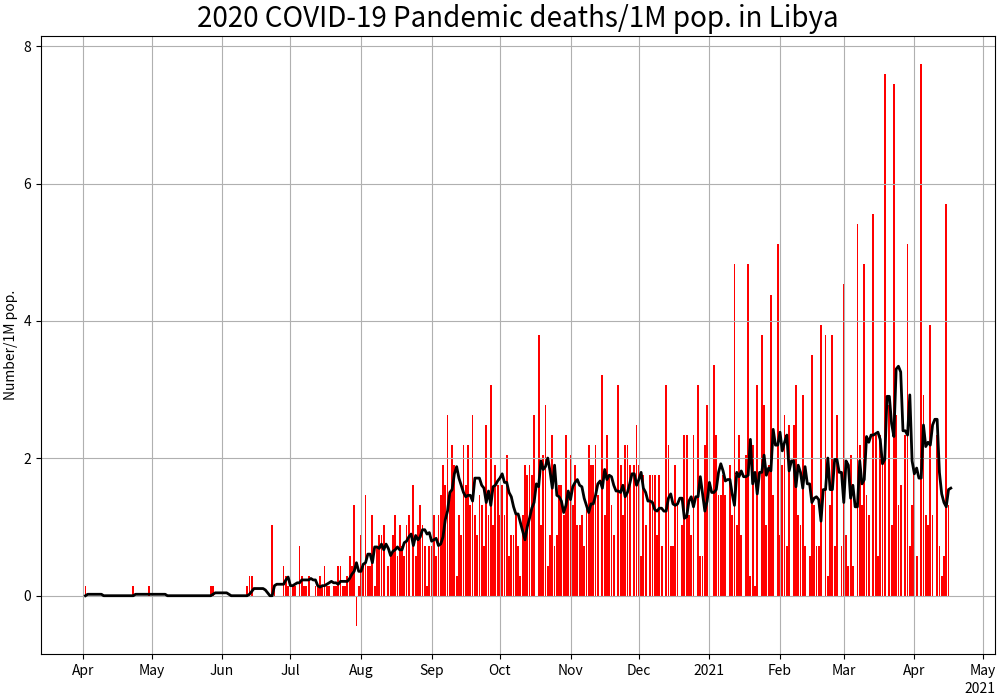 2020 COVID-19 Pandemic deaths/1M pop. in Libya
Number/1M pop.
8
6
4
2
0
Apr May Jun Jul Aug Sep Oct Nov Dec 2021 Feb Mar Apr May
2021